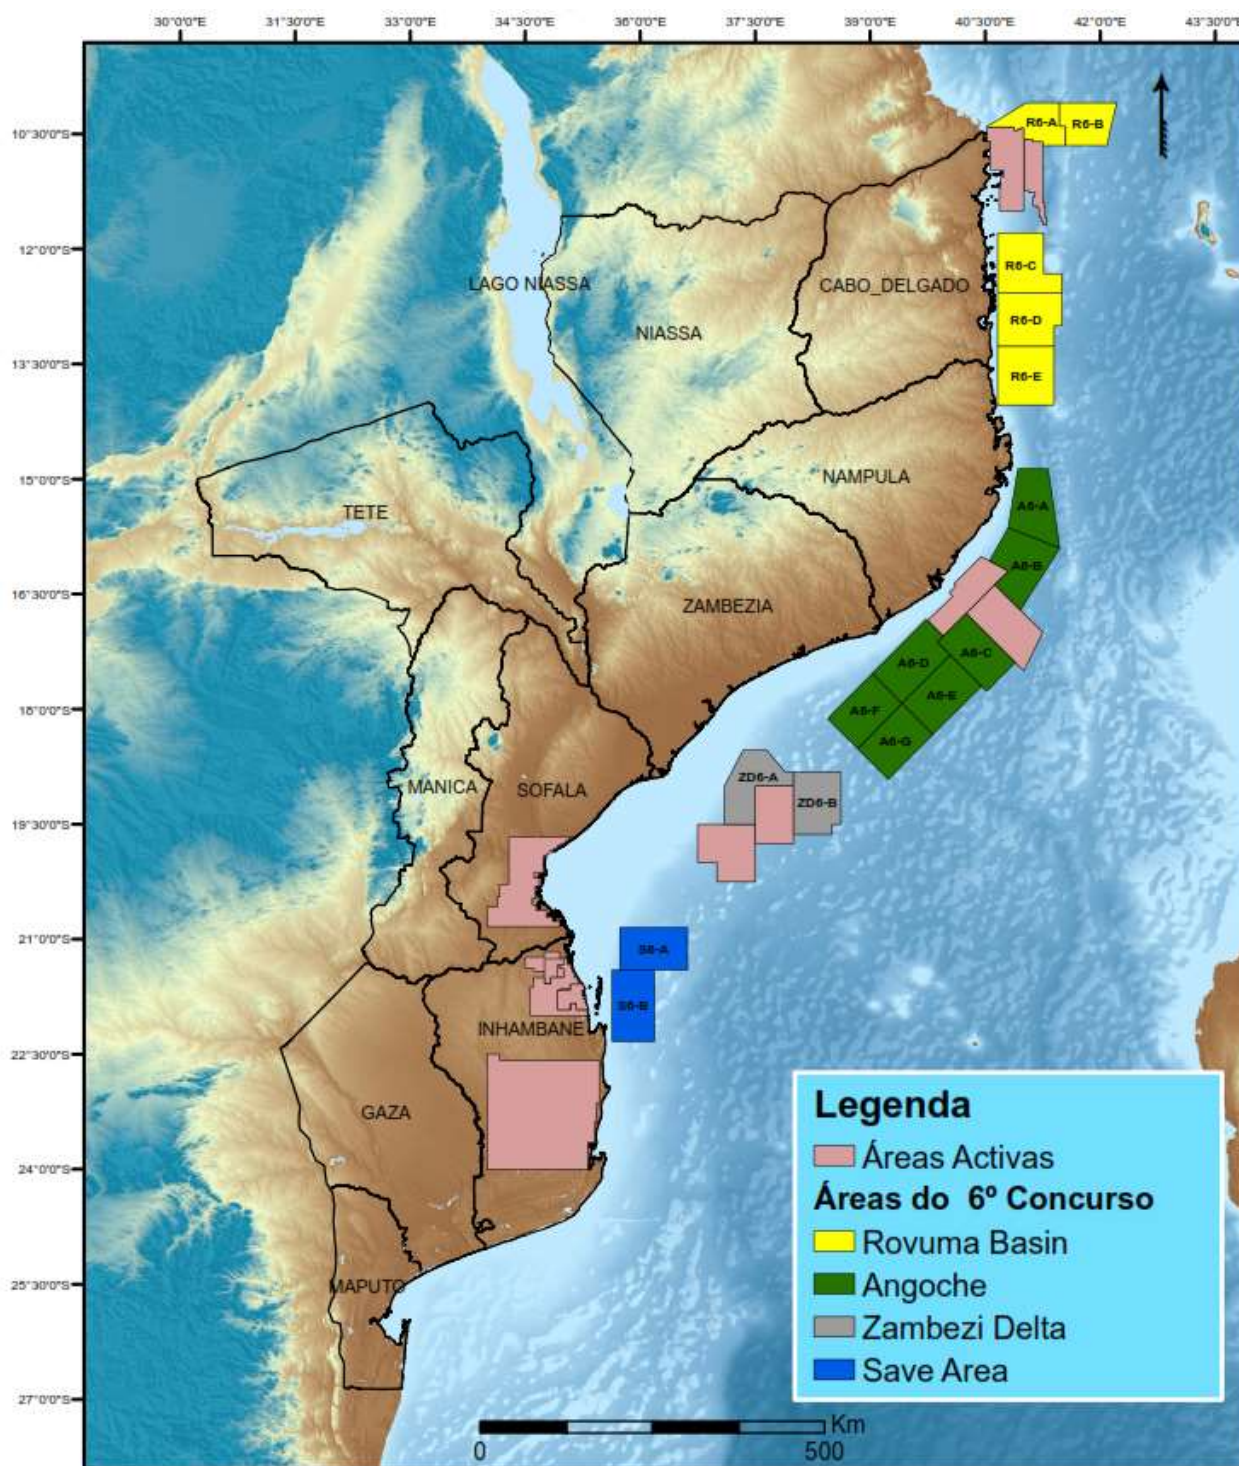 30°0'0"E 31°30'0"E 33°0'0"E 34°30'0"E 36°0'0"E 37°30'0"E 39°0'0"E 40°30'0"E 42°0'0"E 43°30'0"E
10°30'0"S
12°0'0"S
13°30'0"S
15°0'0"S
16°30'0"S
18°0'0"S
19°30'0"S
21°0'0"S
22°30'0"S
24°0'0"S
25°30'0"S
27°0'0"S
R6-A
R6-B
R6-C
LAGO NIASSA
CABO_DELGADO
R6-D
NIASSA
R6-E
NAMPULA
A6-A
TETE
A6-B
ZAMBEZIA
A6-C
A6-D
A6-E
A6-F
A6-G
ZD6-A
MANICA
SOFALA
ZD6-B
S6-A
S6-B
INHAMBANE
GAZA
MAPUTO
Legenda
Áreas Activas
Áreas do 6º Concurso
Rovuma Basin
Angoche
Zambezi Delta
Save Area
Km
0 500